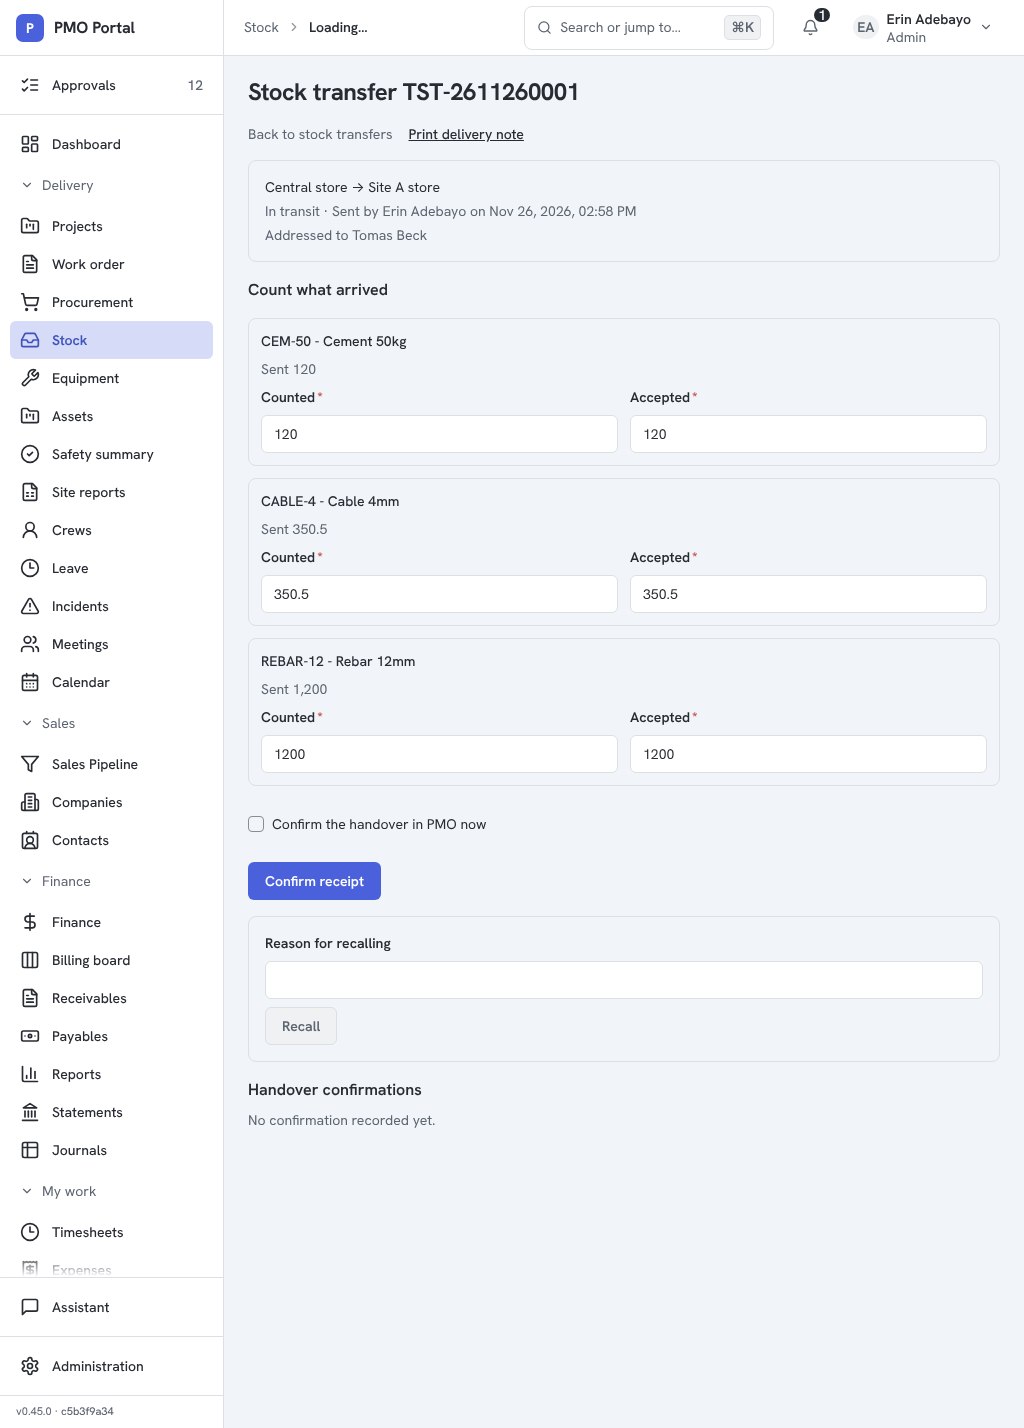 P PMO Portal
Stock > Loading...
Search or jump to... ⌘K
1
EA
Erin Adebayo
Admin
Approvals 12
Dashboard
Delivery
Projects
Work order
Procurement
Stock
Equipment
Assets
Safety summary
Site reports
Crews
Leave
Incidents
Meetings
Calendar
Sales
Sales Pipeline
Companies
Contacts
Finance
Finance
Billing board
Receivables
Payables
Reports
Statements
Journals
My work
Timesheets
Expenses
Assistant
Administration
v0.45.0 · c5b3f9a34
Stock transfer TST-2611260001
Back to stock transfers Print delivery note
Central store → Site A store
In transit · Sent by Erin Adebayo on Nov 26, 2026, 02:58 PM
Addressed to Tomas Beck
Count what arrived
CEM-50 - Cement 50kg
Sent 120
Counted * Accepted *
120 120
CABLE-4 - Cable 4mm
Sent 350.5
Counted * Accepted *
350.5 350.5
REBAR-12 - Rebar 12mm
Sent 1,200
Counted * Accepted *
1200 1200
Confirm the handover in PMO now
Confirm receipt
Reason for recalling
Recall
Handover confirmations
No confirmation recorded yet.